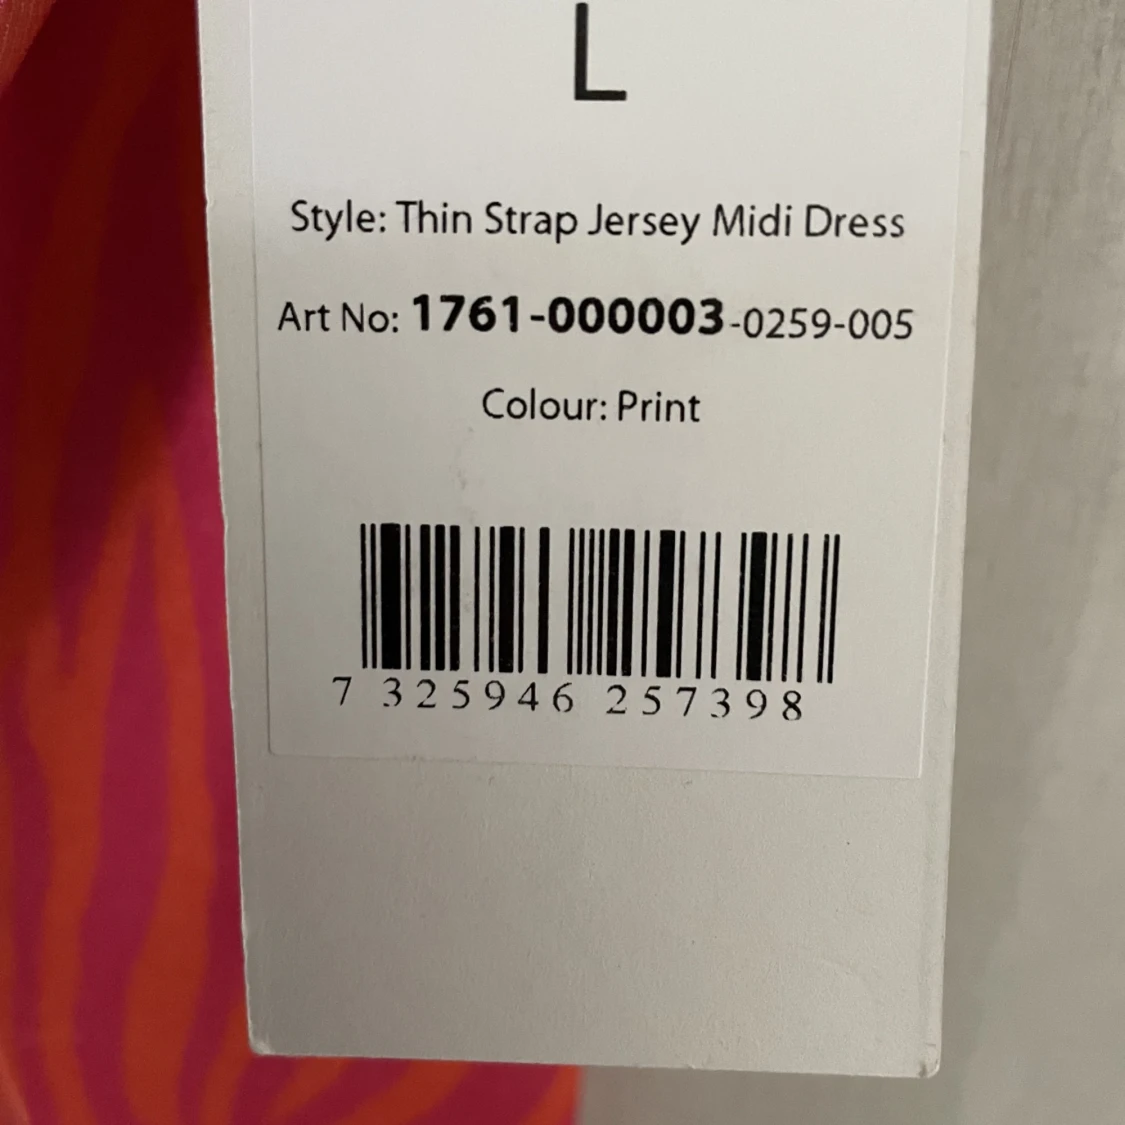 L
Style: Thin Strap Jersey Midi Dress
Art No: 1761-000003-0259-005
Colour: Print
7 325946 257398